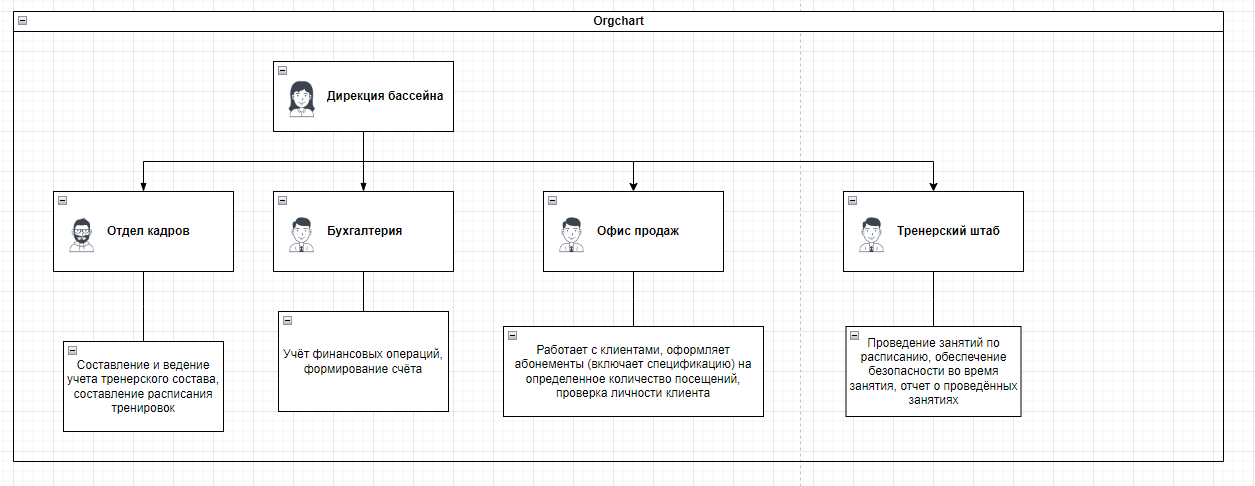 Orgchart
Дирекция бассейна
Отдел кадров
Бухгалтерия
Офис продаж
Тренерский штаб
Составление и ведение
учета тренерского состава,
составление расписания
тренировок
Учёт финансовых операций,
формирование счёта
Работает с клиентами, оформляет
абонементы (включает спецификацию) на
определенное количество посещений,
проверка личности клиента
Проведение занятий по
расписанию, обеспечение
безопасности во время
занятия, отчет о проведённых
занятиях